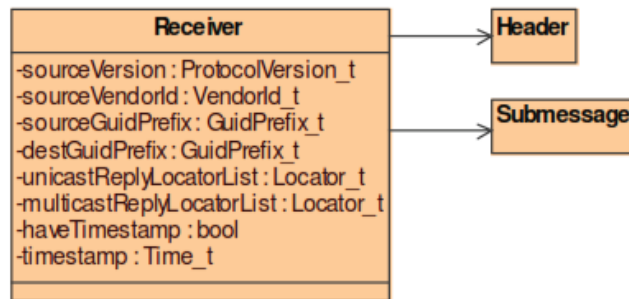 Receiver
-sourceVersion : ProtocolVersion_t
-sourceVendorId : VendorId_t
-sourceGuidPrefix : GuidPrefix_t
-destGuidPrefix : GuidPrefix_t
-unicastReplyLocatorList : Locator_t
-multicastReplyLocatorList : Locator_t
-haveTimestamp : bool
-timestamp : Time_t
Header
Submessage